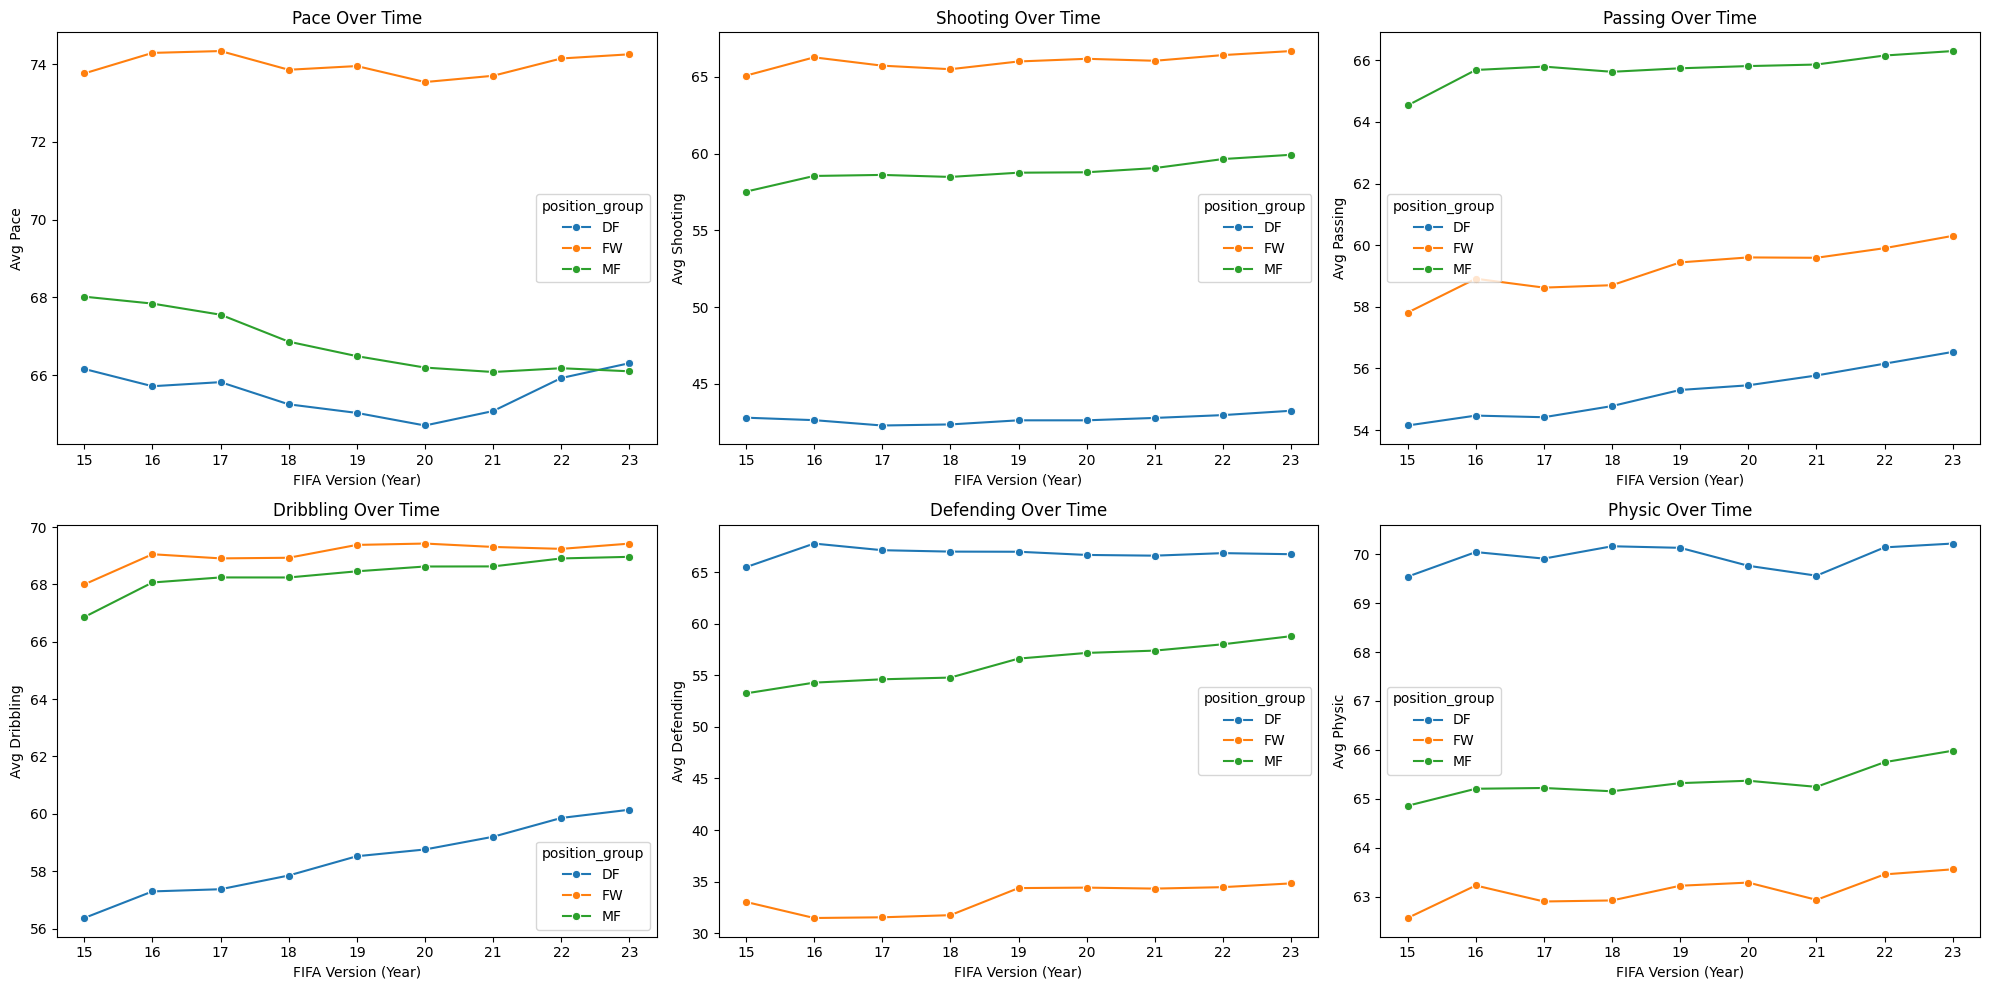 Pace Over Time
Avg Pace
74
72
70
68
66
position_group
DF
FW
MF
15 16 17 18 19 20 21 22 23
FIFA Version (Year)
Shooting Over Time
Avg Shooting
65
60
55
50
45
position_group
DF
FW
MF
15 16 17 18 19 20 21 22 23
FIFA Version (Year)
Passing Over Time
Avg Passing
66
64
62
60
58
56
54
position_group
DF
FW
MF
15 16 17 18 19 20 21 22 23
FIFA Version (Year)
Dribbling Over Time
Avg Dribbling
70
68
66
64
62
60
58
56
position_group
DF
FW
MF
15 16 17 18 19 20 21 22 23
FIFA Version (Year)
Defending Over Time
Avg Defending
65
60
55
50
45
40
35
30
position_group
DF
FW
MF
15 16 17 18 19 20 21 22 23
FIFA Version (Year)
Physic Over Time
Avg Physic
70
69
68
67
66
65
64
63
position_group
DF
FW
MF
15 16 17 18 19 20 21 22 23
FIFA Version (Year)